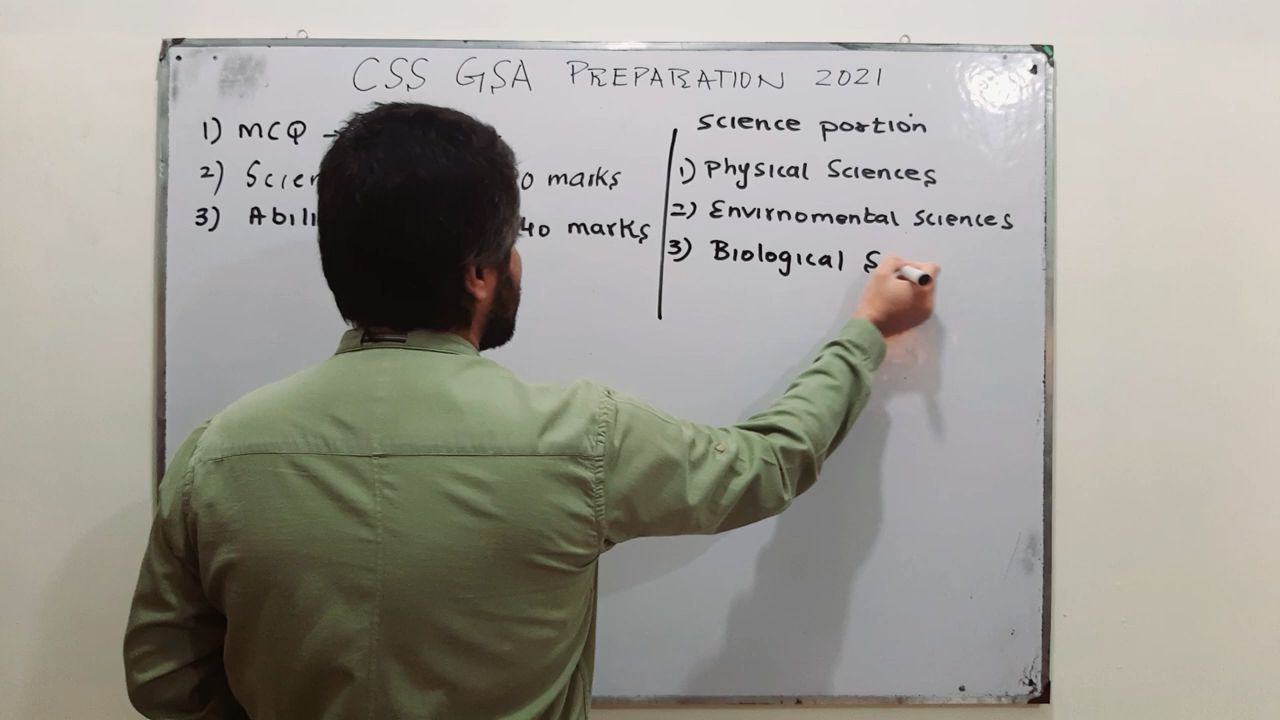 CSS GSA PREPARATION 2021
1) MCQ →
2) Scien 0 marks
3) Abili 40 marks
Science portion
1) Physical Sciences
2) Envirnomental Sciences
3) Biological S